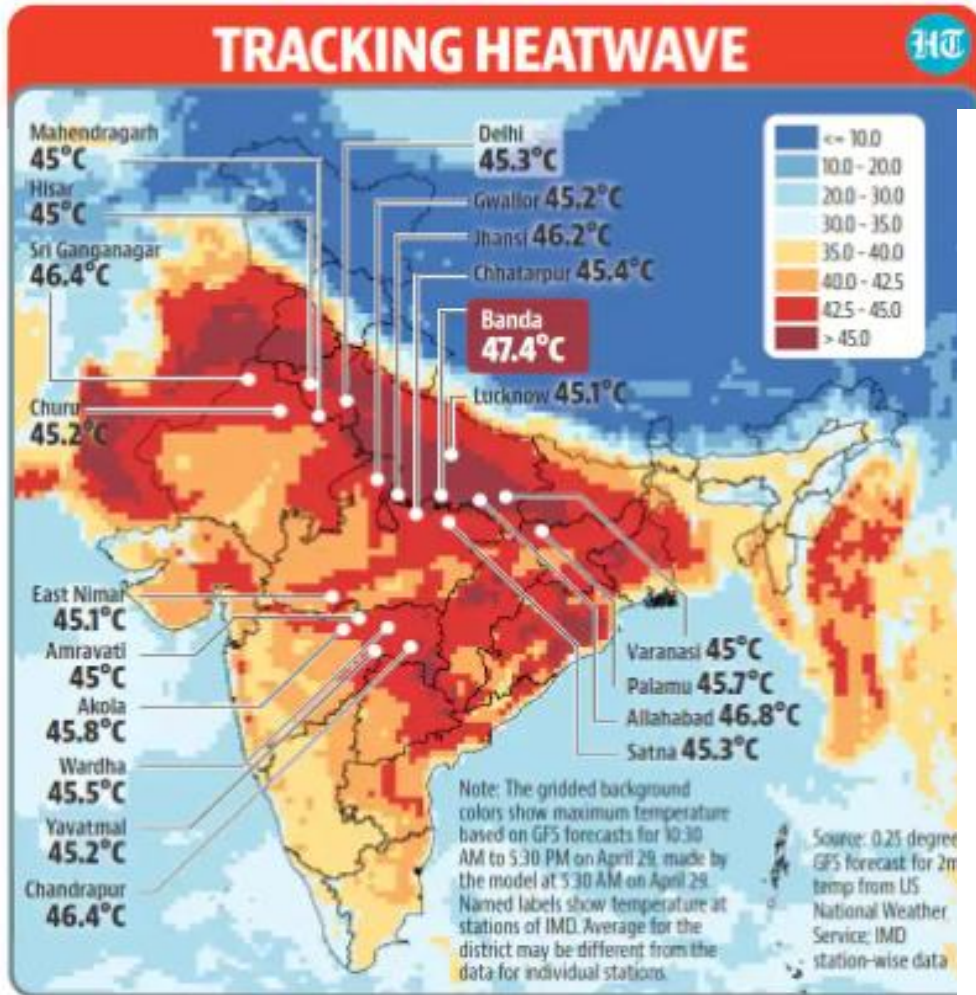 TRACKING HEATWAVE
HT
Mahendragarh
45°C
Hisar
45°C
Sri Ganganagar
46.4°C
Churu
45.2°C
Delhi
45.3°C
Gwalior 45.2°C
Jhansi 46.2°C
Chhatarpur 45.4°C
Banda
47.4°C
Lucknow 45.1°C
<= 10.0
10.0 - 20.0
20.0 - 30.0
30.0 - 35.0
35.0 - 40.0
40.0 - 42.5
42.5 - 45.0
> 45.0
East Nimar
45.1°C
Amravati
45°C
Akola
45.8°C
Wardha
45.5°C
Yavatmal
45.2°C
Chandrapur
46.4°C
Varanasi 45°C
Palamu 45.7°C
Allahabad 46.8°C
Satna 45.3°C
Note: The gridded background
colors show maximum temperature
based on GFS forecasts for 10:30
AM to 5.30 PM on April 29, made by
the model at 5.30 AM on April 29.
Named labels show temperature at
stations of IMD. Average for the
district may be different from the
data for individual stations.
Source: 0.25 degree
GFS forecast for 2m
temp from US
National Weather
Service; IMD
station-wise data